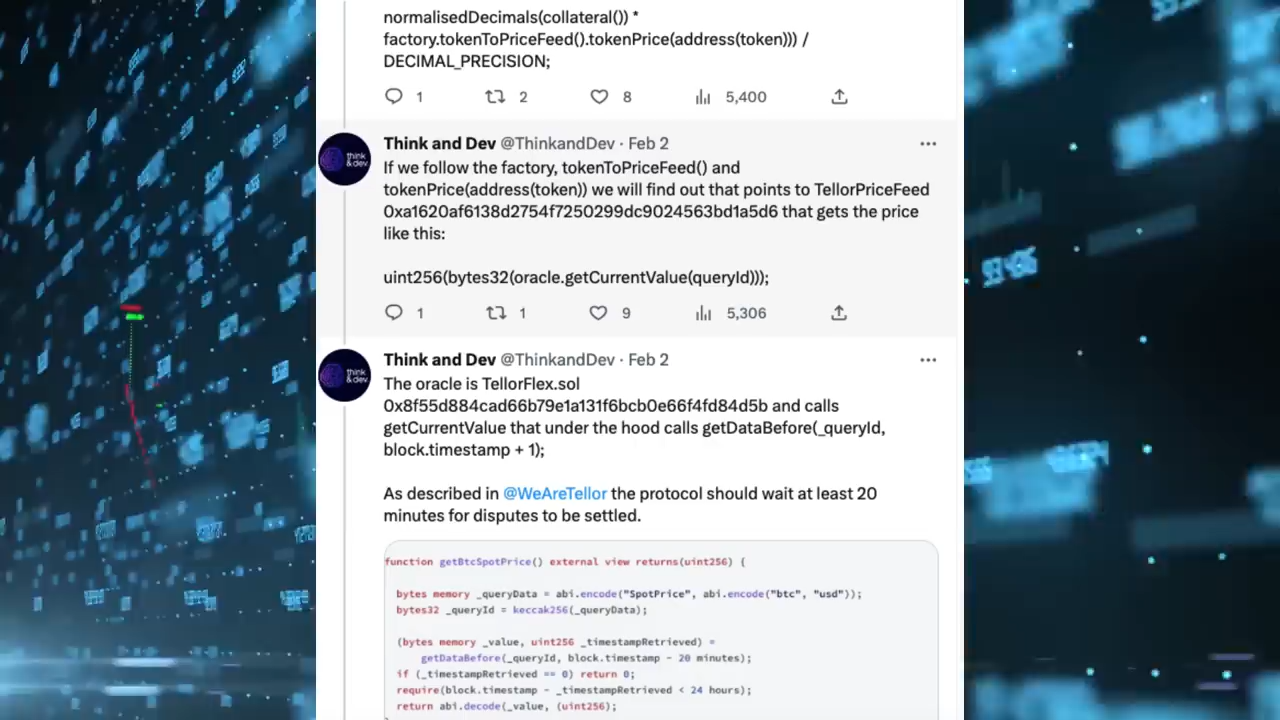 normalisedDecimals(collateral()) *
factory.tokenToPriceFeed().tokenPrice(address(token))) /
DECIMAL_PRECISION;
1 2 8 5,400
Think and Dev @ThinkandDev · Feb 2
If we follow the factory, tokenToPriceFeed() and
tokenPrice(address(token)) we will find out that points to TellorPriceFeed
0xa1620af6138d2754f7250299dc9024563bd1a5d6 that gets the price
like this:
uint256(bytes32(oracle.getCurrentValue(queryId)));
1 1 9 5,306
Think and Dev @ThinkandDev · Feb 2
The oracle is TellorFlex.sol
0x8f55d884cad66b79e1a131f6bcb0e66f4fd84d5b and calls
getCurrentValue that under the hood calls getDataBefore(_queryId,
block.timestamp + 1);
As described in @WeAreTellor the protocol should wait at least 20
minutes for disputes to be settled.
function getBtcSpotPrice() external view returns(uint256) {
bytes memory _queryData = abi.encode("SpotPrice", abi.encode("btc", "usd"));
bytes32 _queryId = keccak256(_queryData);
(bytes memory _value, uint256 _timestampRetrieved) =
getDataBefore(_queryId, block.timestamp - 20 minutes);
if (_timestampRetrieved == 0) return 0;
require(block.timestamp - _timestampRetrieved < 24 hours);
return abi.decode(_value, (uint256);
think
&dev
think
&dev